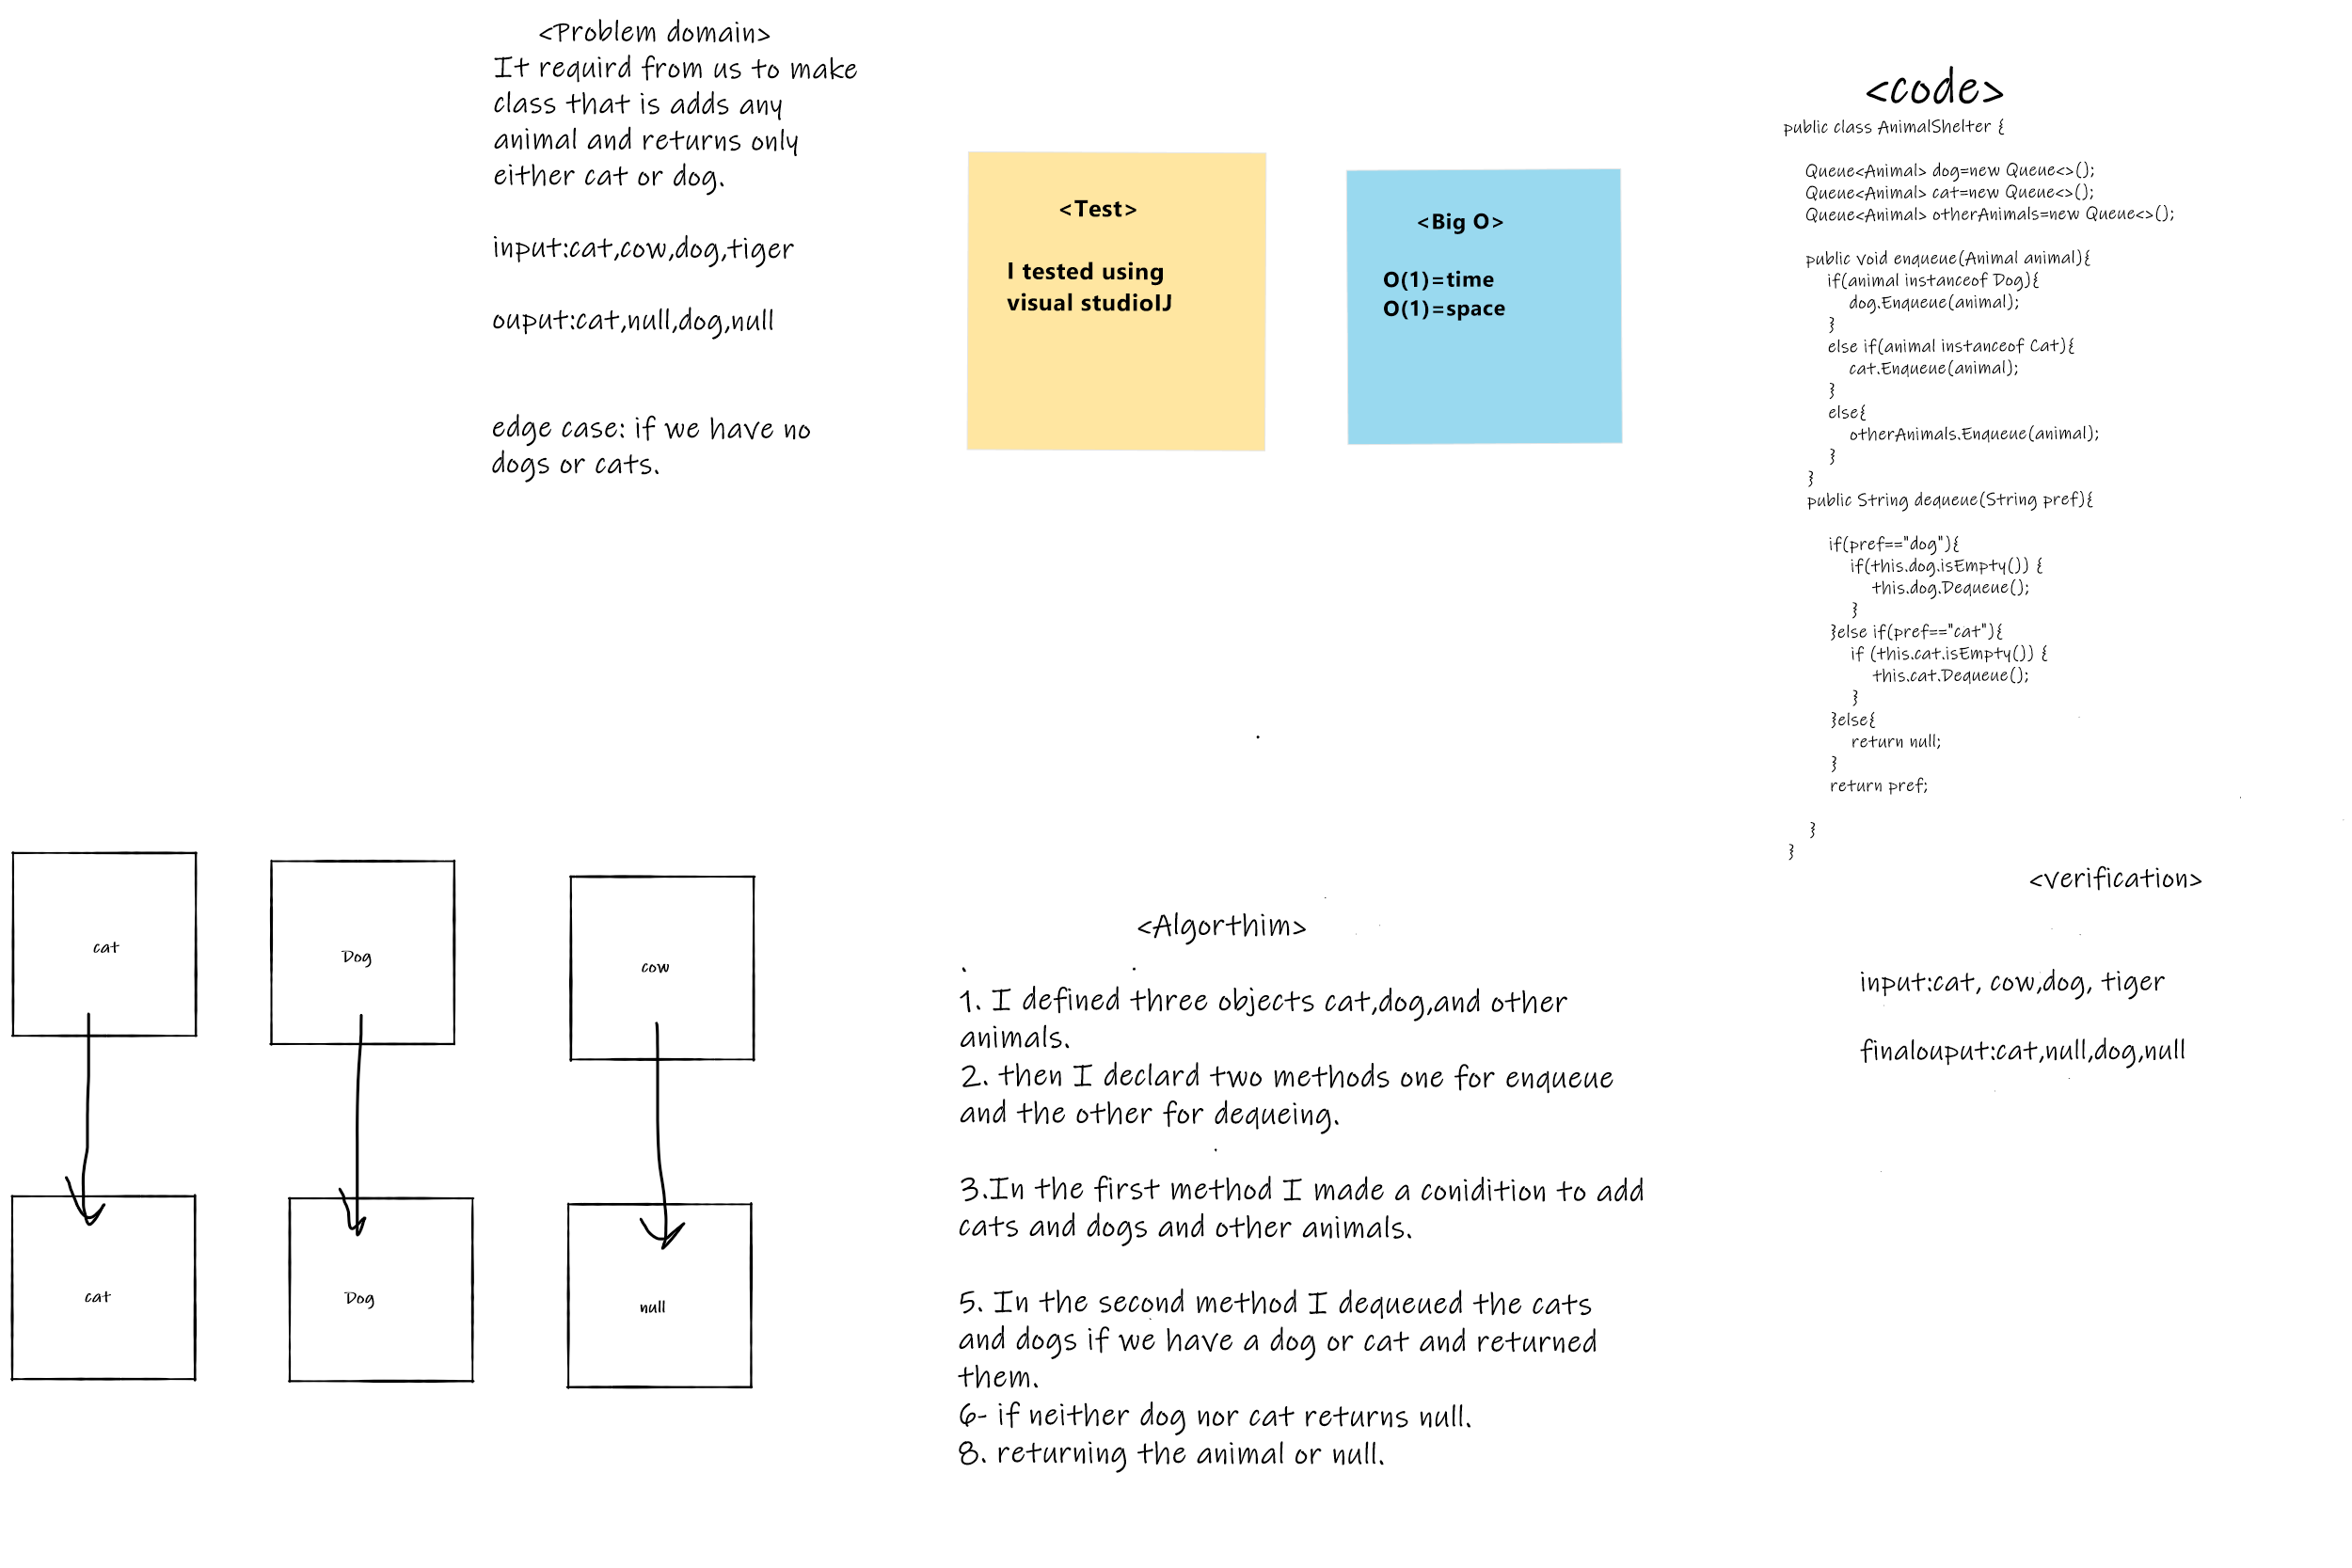 <Problem domain>
It requird from us to make
class that is adds any
animal and returns only
either cat or dog.
input:cat,cow,dog,tiger
ouput:cat,null,dog,null
edge case: if we have no
dogs or cats.
<Test>
I tested using
visual studioIJ
<Big O>
O(1)=time
O(1)=space
<code>
public class AnimalShelter {
Queue<Animal> dog=new Queue<>();
Queue<Animal> cat=new Queue<>();
Queue<Animal> otherAnimals=new Queue<>();
public void enqueue(Animal animal){
if(animal instanceof Dog){
dog.Enqueue(animal);
}
else if(animal instanceof Cat){
cat.Enqueue(animal);
}
else{
otherAnimals.Enqueue(animal);
}
}
public String dequeue(String pref){
if(pref=="dog"){
if(this.dog.isEmpty()) {
this.dog.Dequeue();
}
}else if(pref=="cat"){
if (this.cat.isEmpty()) {
this.cat.Dequeue();
}
}else{
return null;
}
return pref;
}
}
cat
Dog
cow
cat
Dog
null
<Algorthim>
1. I defined three objects cat,dog,and other
animals.
2. then I declard two methods one for enqueue
and the other for dequeing.
3.In the first method I made a conidition to add
cats and dogs and other animals.
5. In the second method I dequeued the cats
and dogs if we have a dog or cat and returned
them.
6- if neither dog nor cat returns null.
8. returning the animal or null.
<verification>
input:cat, cow,dog, tiger
finalouput:cat,null,dog,null